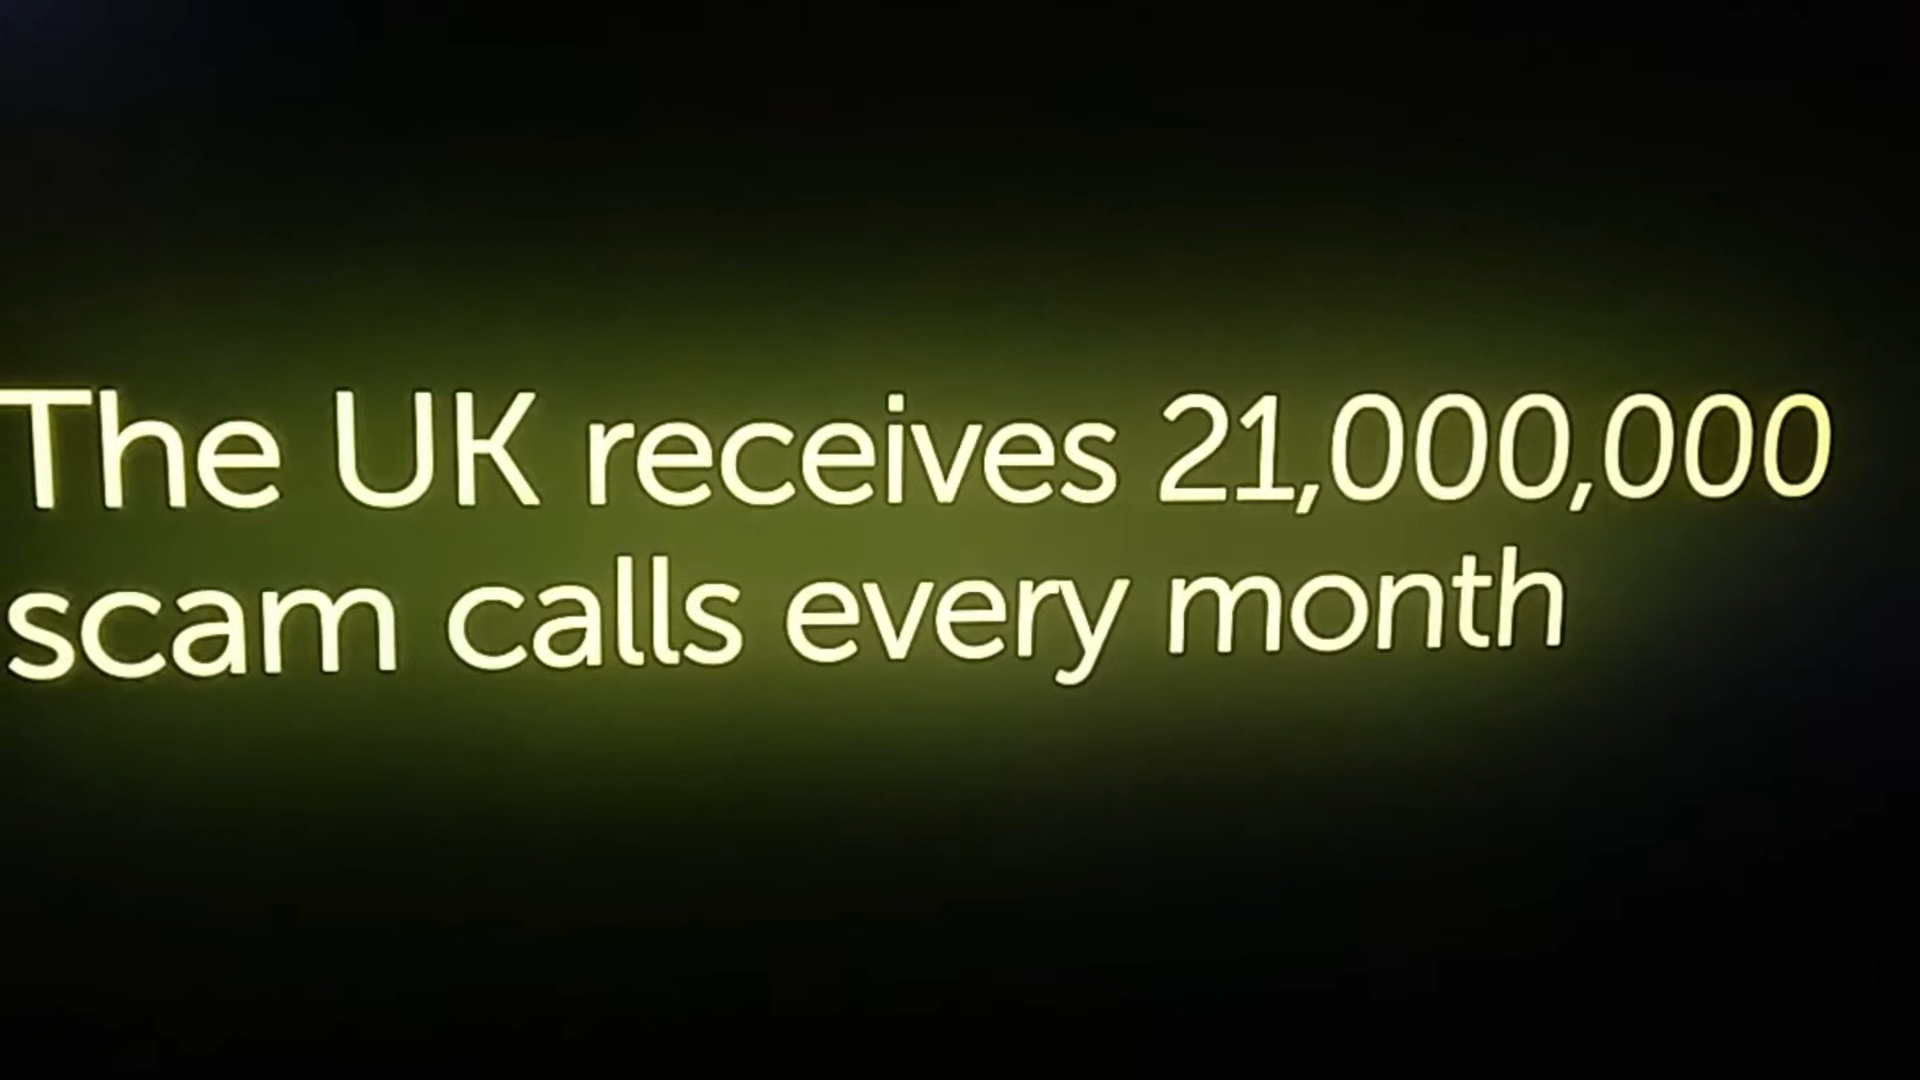 The UK receives 21,000,000
scam calls every month